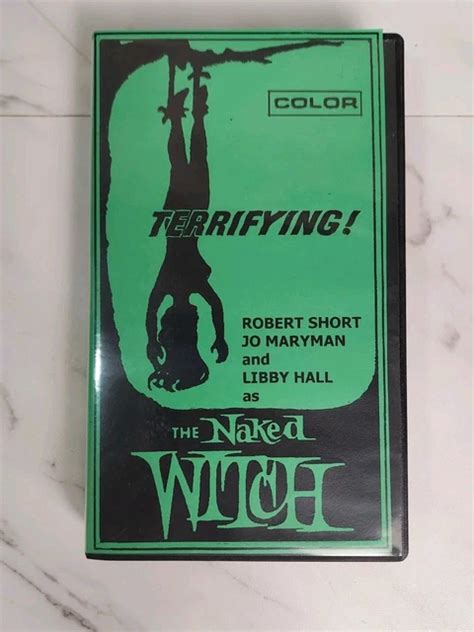 COLOR
TERRIFYING!
ROBERT SHORT
JO MARYMAN
and
LIBBY HALL
as
THE Naked
WITCH